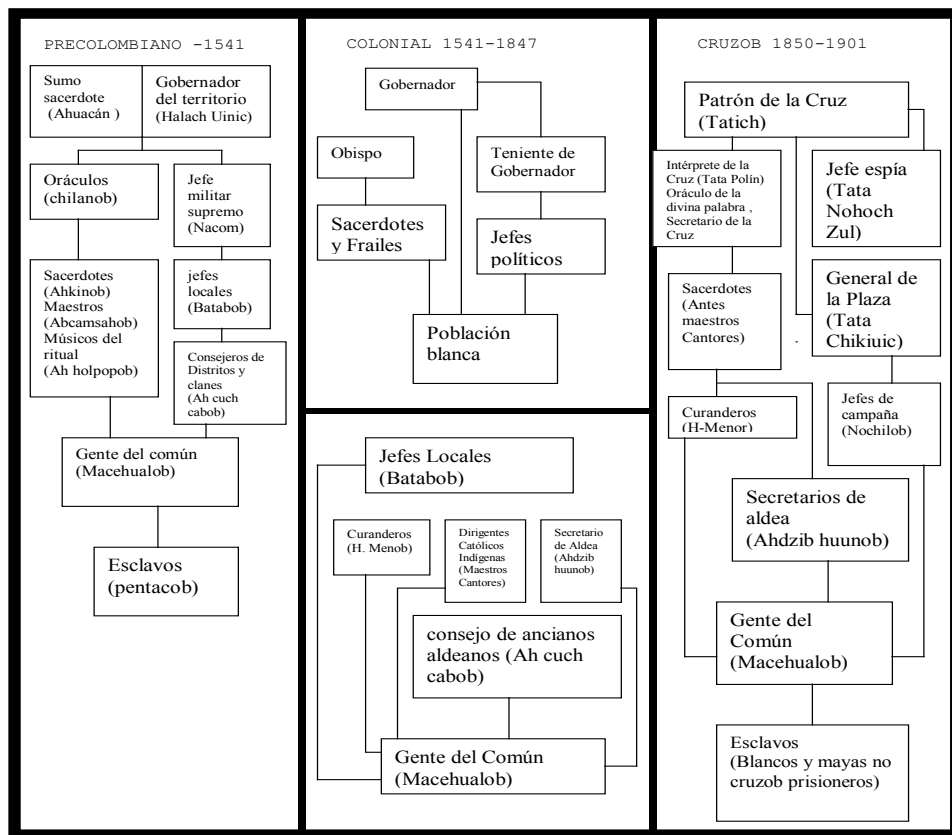 PRECOLOMBIANO -1541
Sumo
sacerdote
(Ahuacán )
Gobernador
del territorio
(Halach Uinic)
Oráculos
(chilanob)
Jefe
militar
supremo
(Nacom)
Sacerdotes
(Ahkinob)
Maestros
(Abcamsahob)
Músicos del
ritual
(Ah holpopob)
jefes
locales
(Batabob)
Consejeros de
Distritos y
clanes
(Ah cuch
cabob)
Gente del común
(Macehualob)
Esclavos
(pentacob)
COLONIAL 1541-1847
Gobernador
Obispo
Teniente de
Gobernador
Sacerdotes
y Frailes
Jefes
políticos
Población
blanca
Jefes Locales
(Batabob)
Curanderos
(H. Menob)
Dirigentes
Católicos
Indígenas
(Maestros
Cantores)
Secretario
de Aldea
(Ahdzib
huunob)
consejo de ancianos
aldeanos (Ah cuch
cabob)
Gente del Común
(Macehualob)
CRUZOB 1850-1901
Patrón de la Cruz
(Tatich)
Intérprete de la
Cruz (Tata Polín)
Oráculo de la
divina palabra ,
Secretario de la
Cruz
Jefe espía
(Tata
Nohoch
Zul)
Sacerdotes
(Antes
maestros
Cantores)
General de
la Plaza
(Tata
Chikiuic)
.
Curanderos
(H-Menor)
Jefes de
campaña
(Nochilob)
Secretarios de
aldea
(Ahdzib huunob)
Gente del
Común
(Macehualob)
Esclavos
(Blancos y mayas no
cruzob prisioneros)